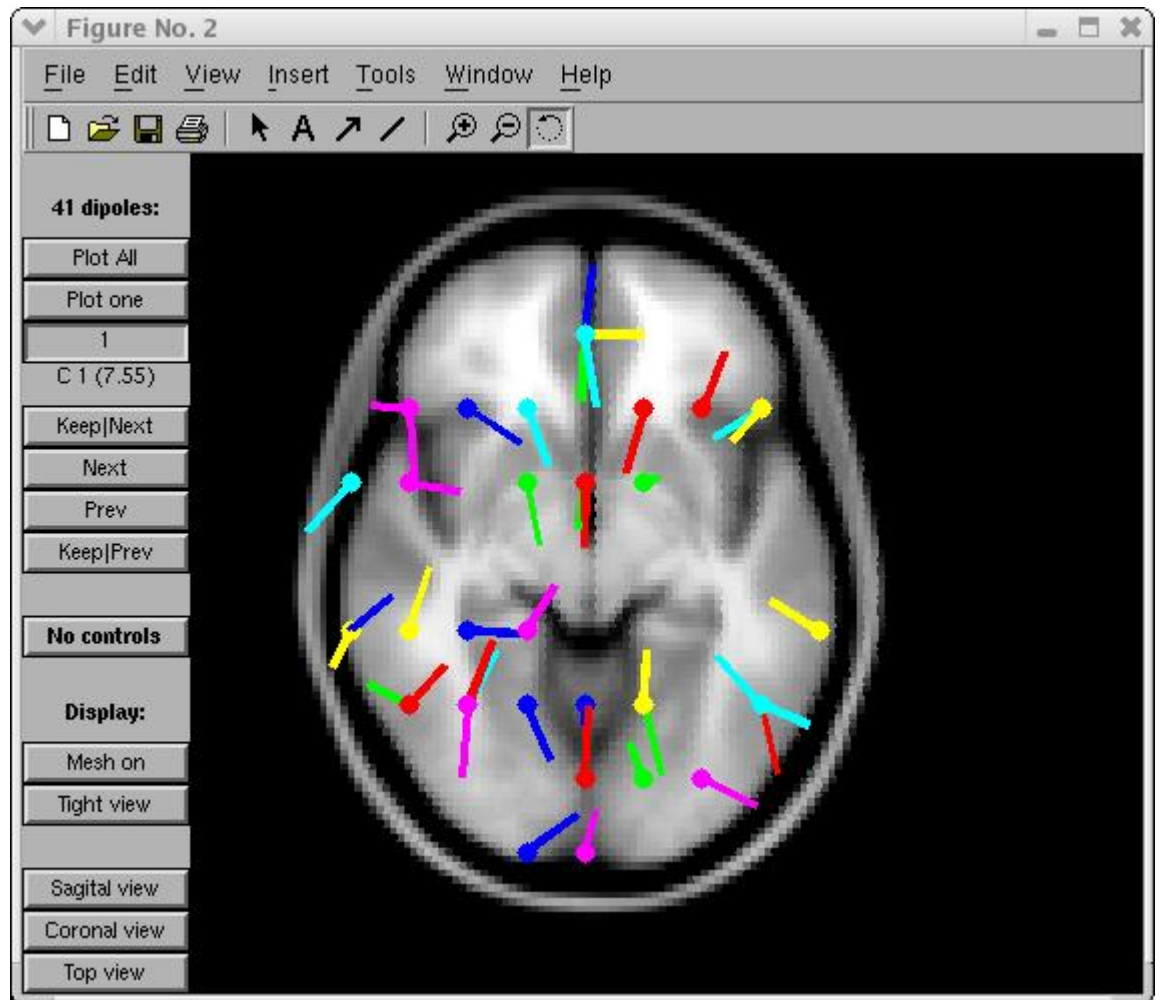 Figure No. 2
File Edit View Insert Tools Window Help
A
41 dipoles:
Plot All
Plot one
1
C 1 (7.55)
Keep|Next
Next
Prev
Keep|Prev
No controls
Display:
Mesh on
Tight view
Sagital view
Coronal view
Top view